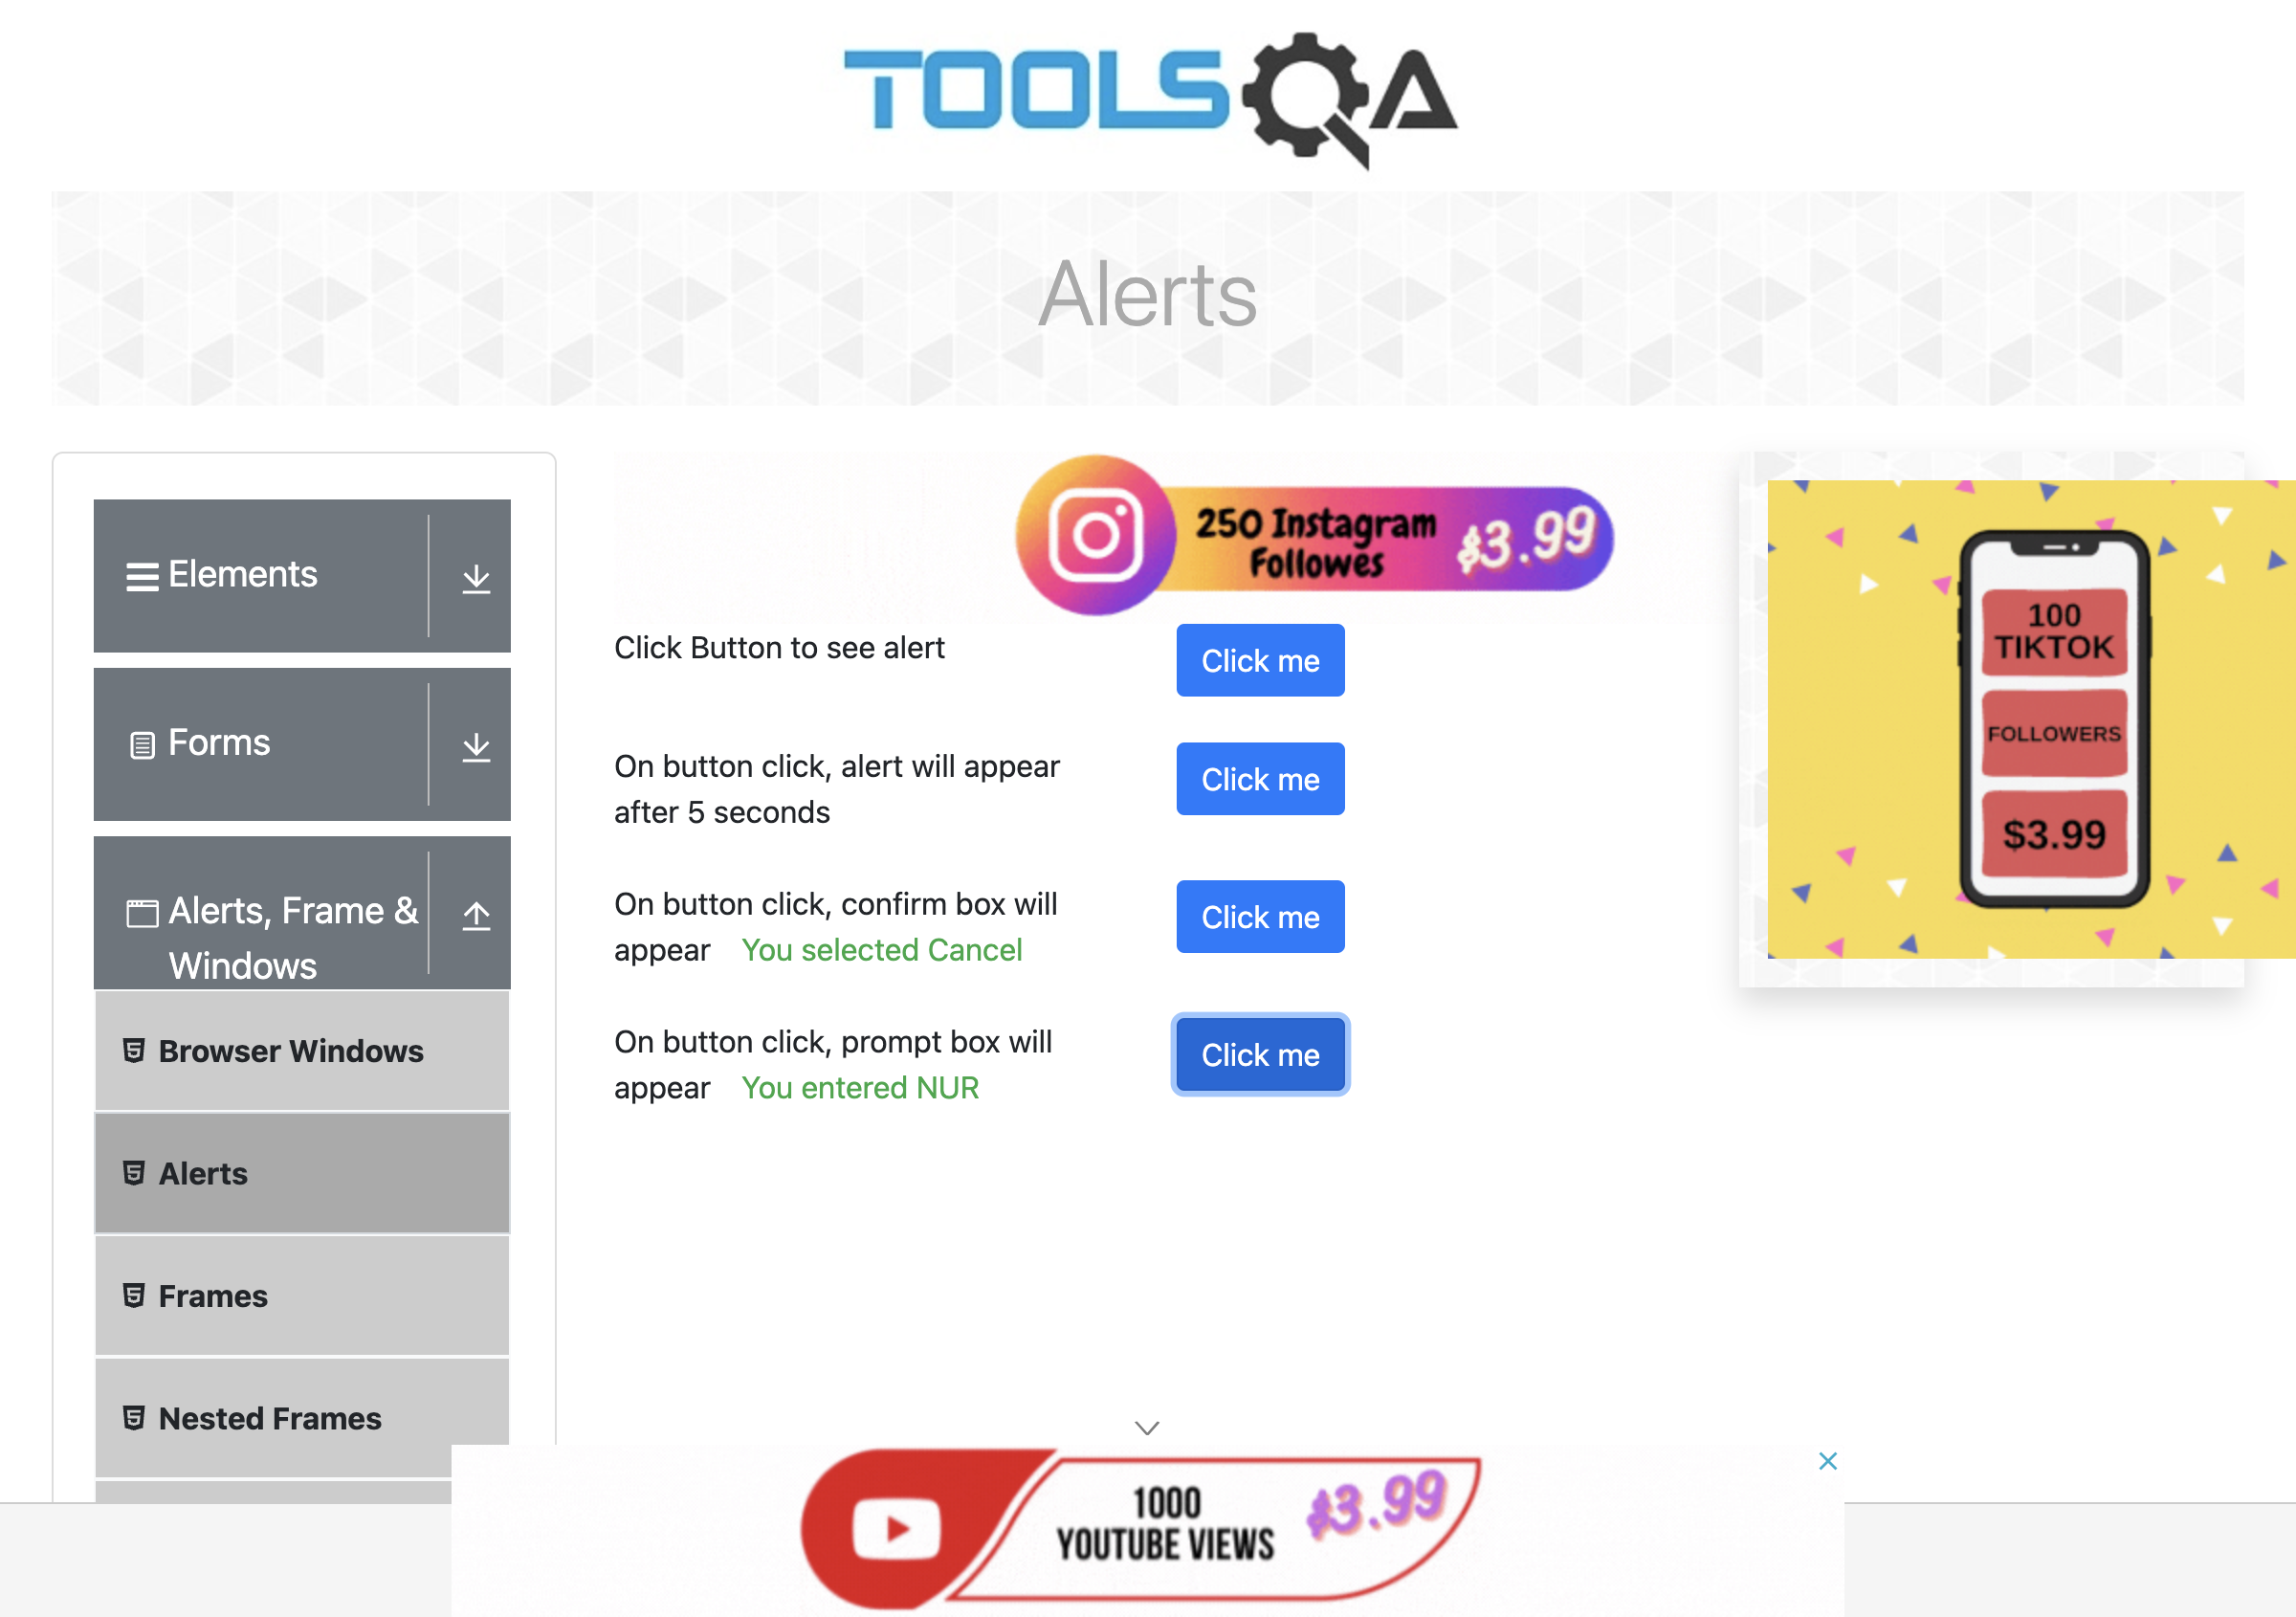 TOOLSQA
Alerts
Elements
Forms
Alerts, Frame &
Windows
Browser Windows
Alerts
Frames
Nested Frames
250 Instagram
Followes
$3.99
Click Button to see alert
Click me
On button click, alert will appear
after 5 seconds
Click me
On button click, confirm box will
appear You selected Cancel
Click me
On button click, prompt box will
appear You entered NUR
Click me
100
TIKTOK
FOLLOWERS
$3.99
1000
YOUTUBE VIEWS
$3.99